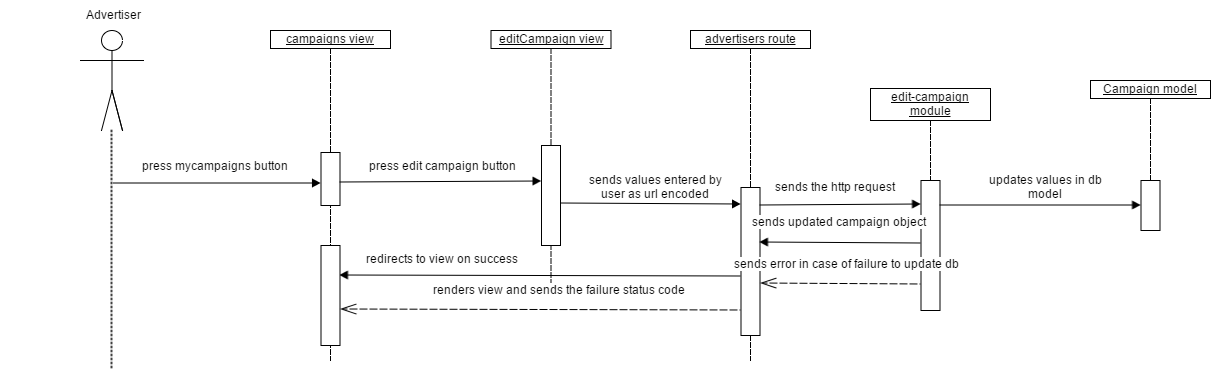 Advertiser
campaigns view
editCampaign view
advertisers route
edit-campaign
module
Campaign model
press mycampaigns button
press edit campaign button
sends values entered by
user as url encoded
sends the http request
updates values in db
model
sends updated campaign object
redirects to view on success
sends error in case of failure to update db
renders view and sends the failure status code